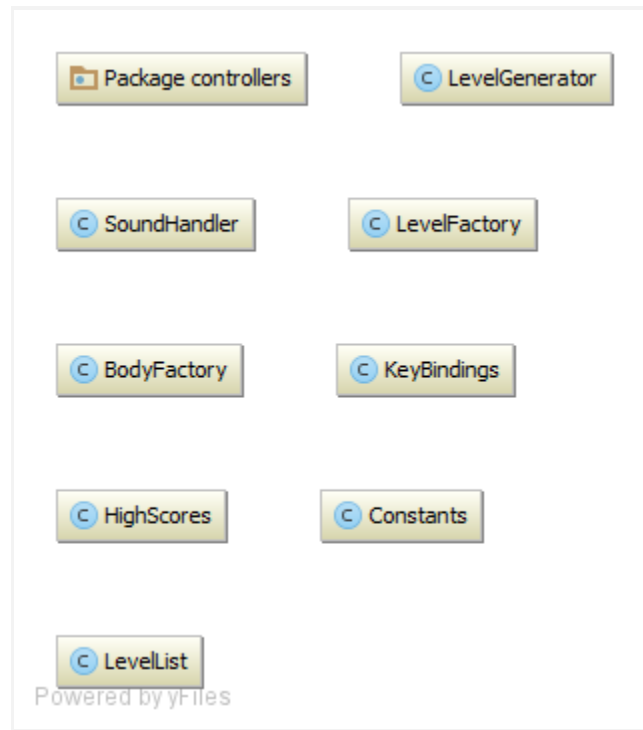 Package controllers
C LevelGenerator
C SoundHandler
C LevelFactory
C BodyFactory
C KeyBindings
C HighScores
C Constants
C LevelList
Powered by yFiles